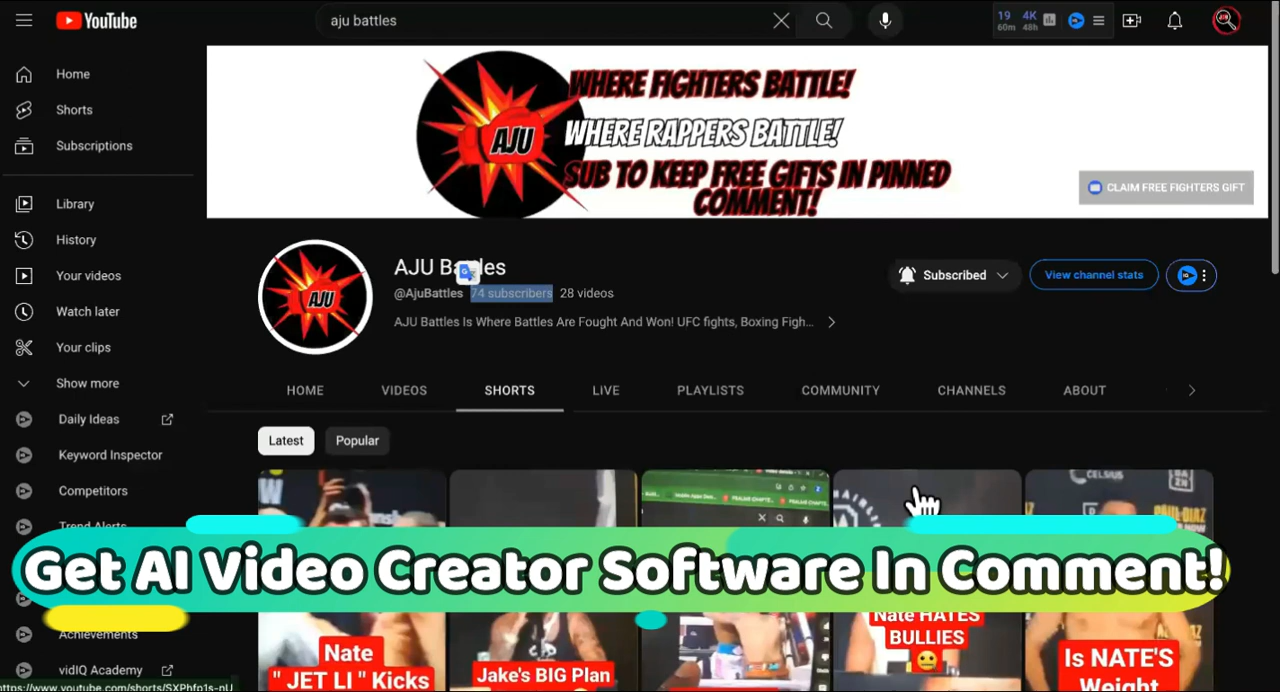 YouTube
aju battles
19 4K
60m 48h
WHERE FIGHTERS BATTLE!
WHERE RAPPERS BATTLE!
SUB TO KEEP FREE GIFTS IN PINNED
COMMENT!
AJU
CLAIM FREE FIGHTERS GIFT
Home
Shorts
Subscriptions
Library
History
Your videos
Watch later
Your clips
Show more
Daily Ideas
Keyword Inspector
Competitors
Trend Alerts
Achievements
vidIQ Academy
AJU
AJU Battles
@AjuBattles 74 subscribers 28 videos
AJU Battles Is Where Battles Are Fought And Won! UFC fights, Boxing Figh...
Subscribed
View channel stats
HOME VIDEOS SHORTS LIVE PLAYLISTS COMMUNITY CHANNELS ABOUT
Latest Popular
CELSIUS
Get AI Video Creator Software In Comment!
Nate
" JET LI " Kicks
Jake's BIG Plan
Nate HATES
BULLIES
Is NATE'S
Weight